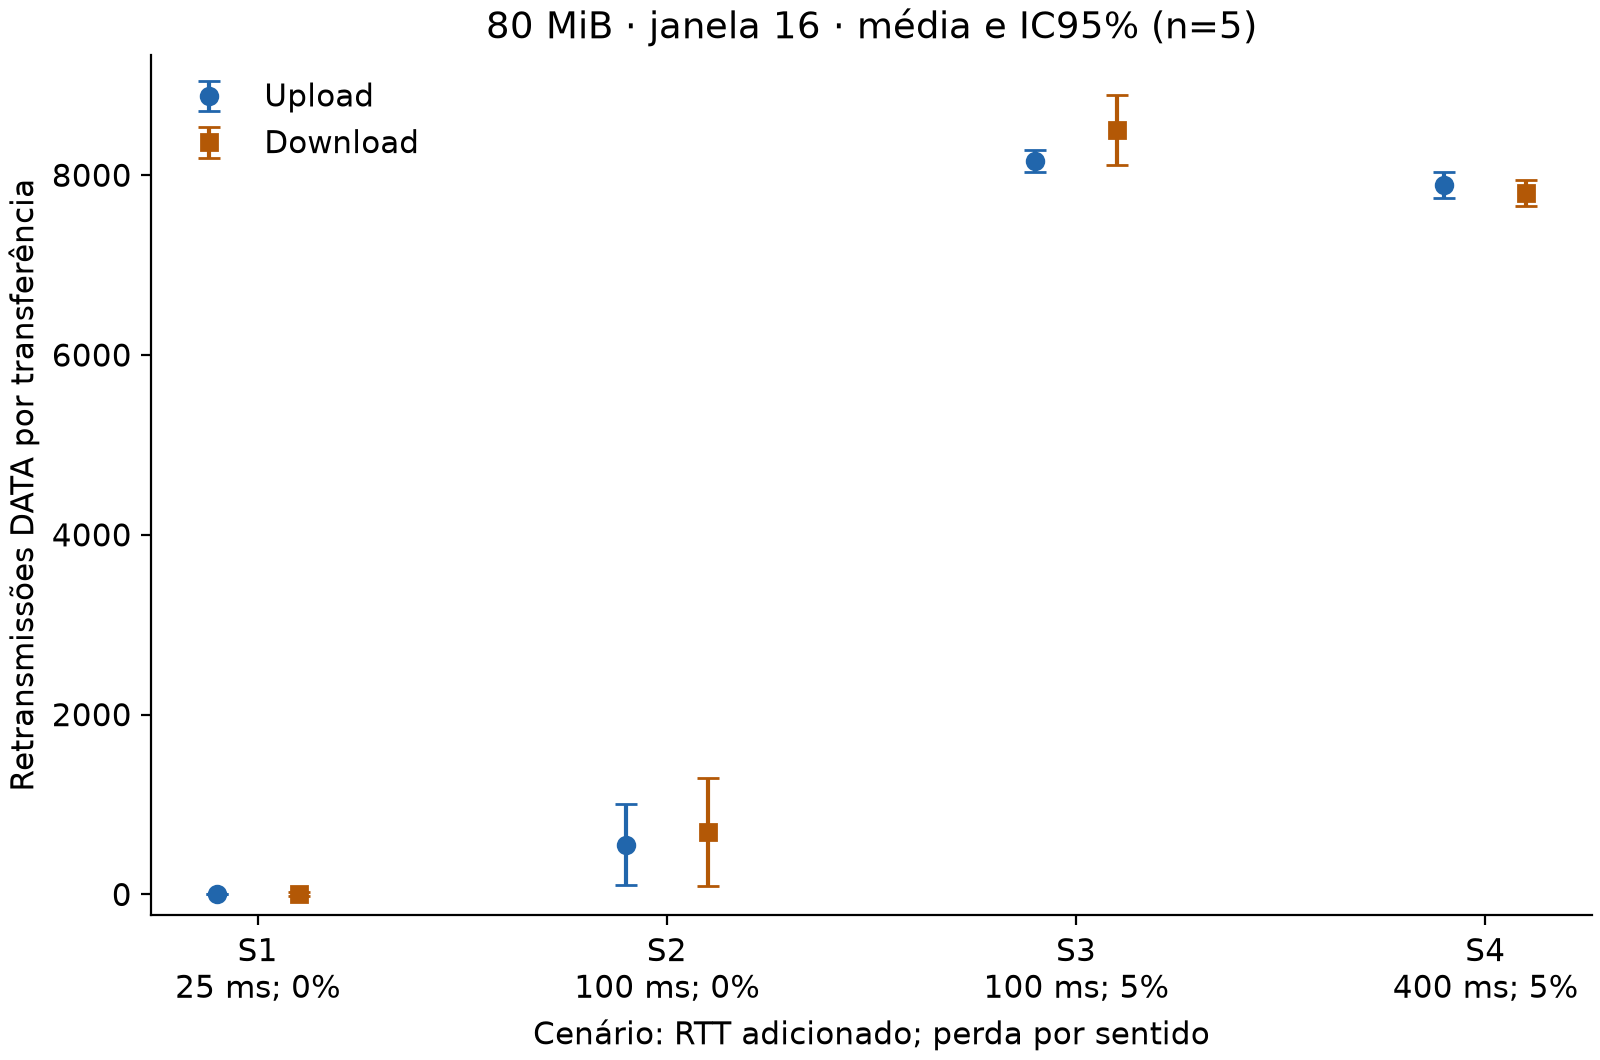 80 MiB · janela 16 · média e IC95% (n=5)
Upload
Download
Retransmissões DATA por transferência
8000
6000
4000
2000
0
S1
25 ms; 0%
S2
100 ms; 0%
S3
100 ms; 5%
S4
400 ms; 5%
Cenário: RTT adicionado; perda por sentido